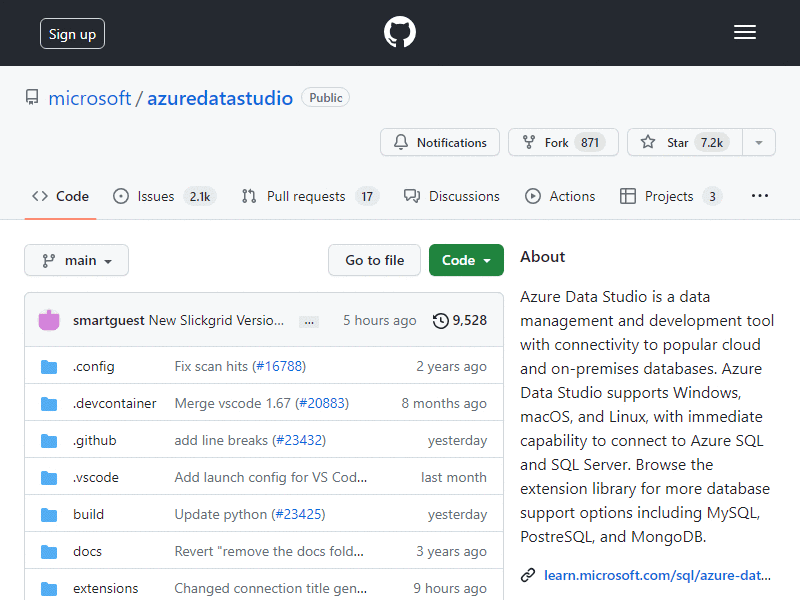 Sign up
microsoft / azuredatastudio Public
Notifications Fork 871 Star 7.2k
Code Issues 2.1k Pull requests 17 Discussions Actions Projects 3 ...
main Go to file Code
smartguest New Slickgrid Versio... ... 5 hours ago 9,528
.config Fix scan hits (#16788) 2 years ago
.devcontainer Merge vscode 1.67 (#20883) 8 months ago
.github add line breaks (#23432) yesterday
.vscode Add launch config for VS Cod... last month
build Update python (#23425) yesterday
docs Revert "remove the docs fold... 3 years ago
extensions Changed connection title gen... 9 hours ago
About
Azure Data Studio is a data
management and development tool
with connectivity to popular cloud
and on-premises databases. Azure
Data Studio supports Windows,
macOS, and Linux, with immediate
capability to connect to Azure SQL
and SQL Server. Browse the
extension library for more database
support options including MySQL,
PostreSQL, and MongoDB.
learn.microsoft.com/sql/azure-dat...